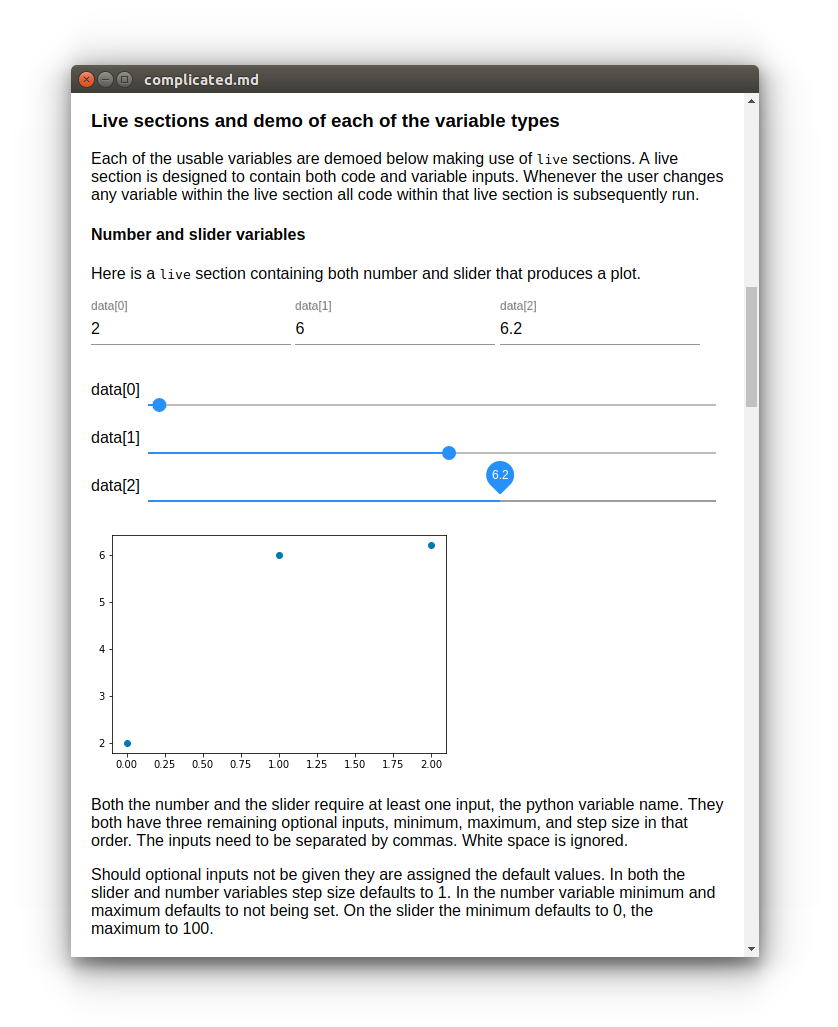 complicated.md
Live sections and demo of each of the variable types
Each of the usable variables are demoed below making use of live sections. A live
section is designed to contain both code and variable inputs. Whenever the user changes
any variable within the live section all code within that live section is subsequently run.
Number and slider variables
Here is a live section containing both number and slider that produces a plot.
data[0] data[1] data[2]
2 6 6.2
data[0]
data[1]
6.2
data[2]
6
5
4
3
2
0.00 0.25 0.50 0.75 1.00 1.25 1.50 1.75 2.00
Both the number and the slider require at least one input, the python variable name. They
both have three remaining optional inputs, minimum, maximum, and step size in that
order. The inputs need to be separated by commas. White space is ignored.
Should optional inputs not be given they are assigned the default values. In both the
slider and number variables step size defaults to 1. In the number variable minimum and
maximum defaults to not being set. On the slider the minimum defaults to 0, the
maximum to 100.